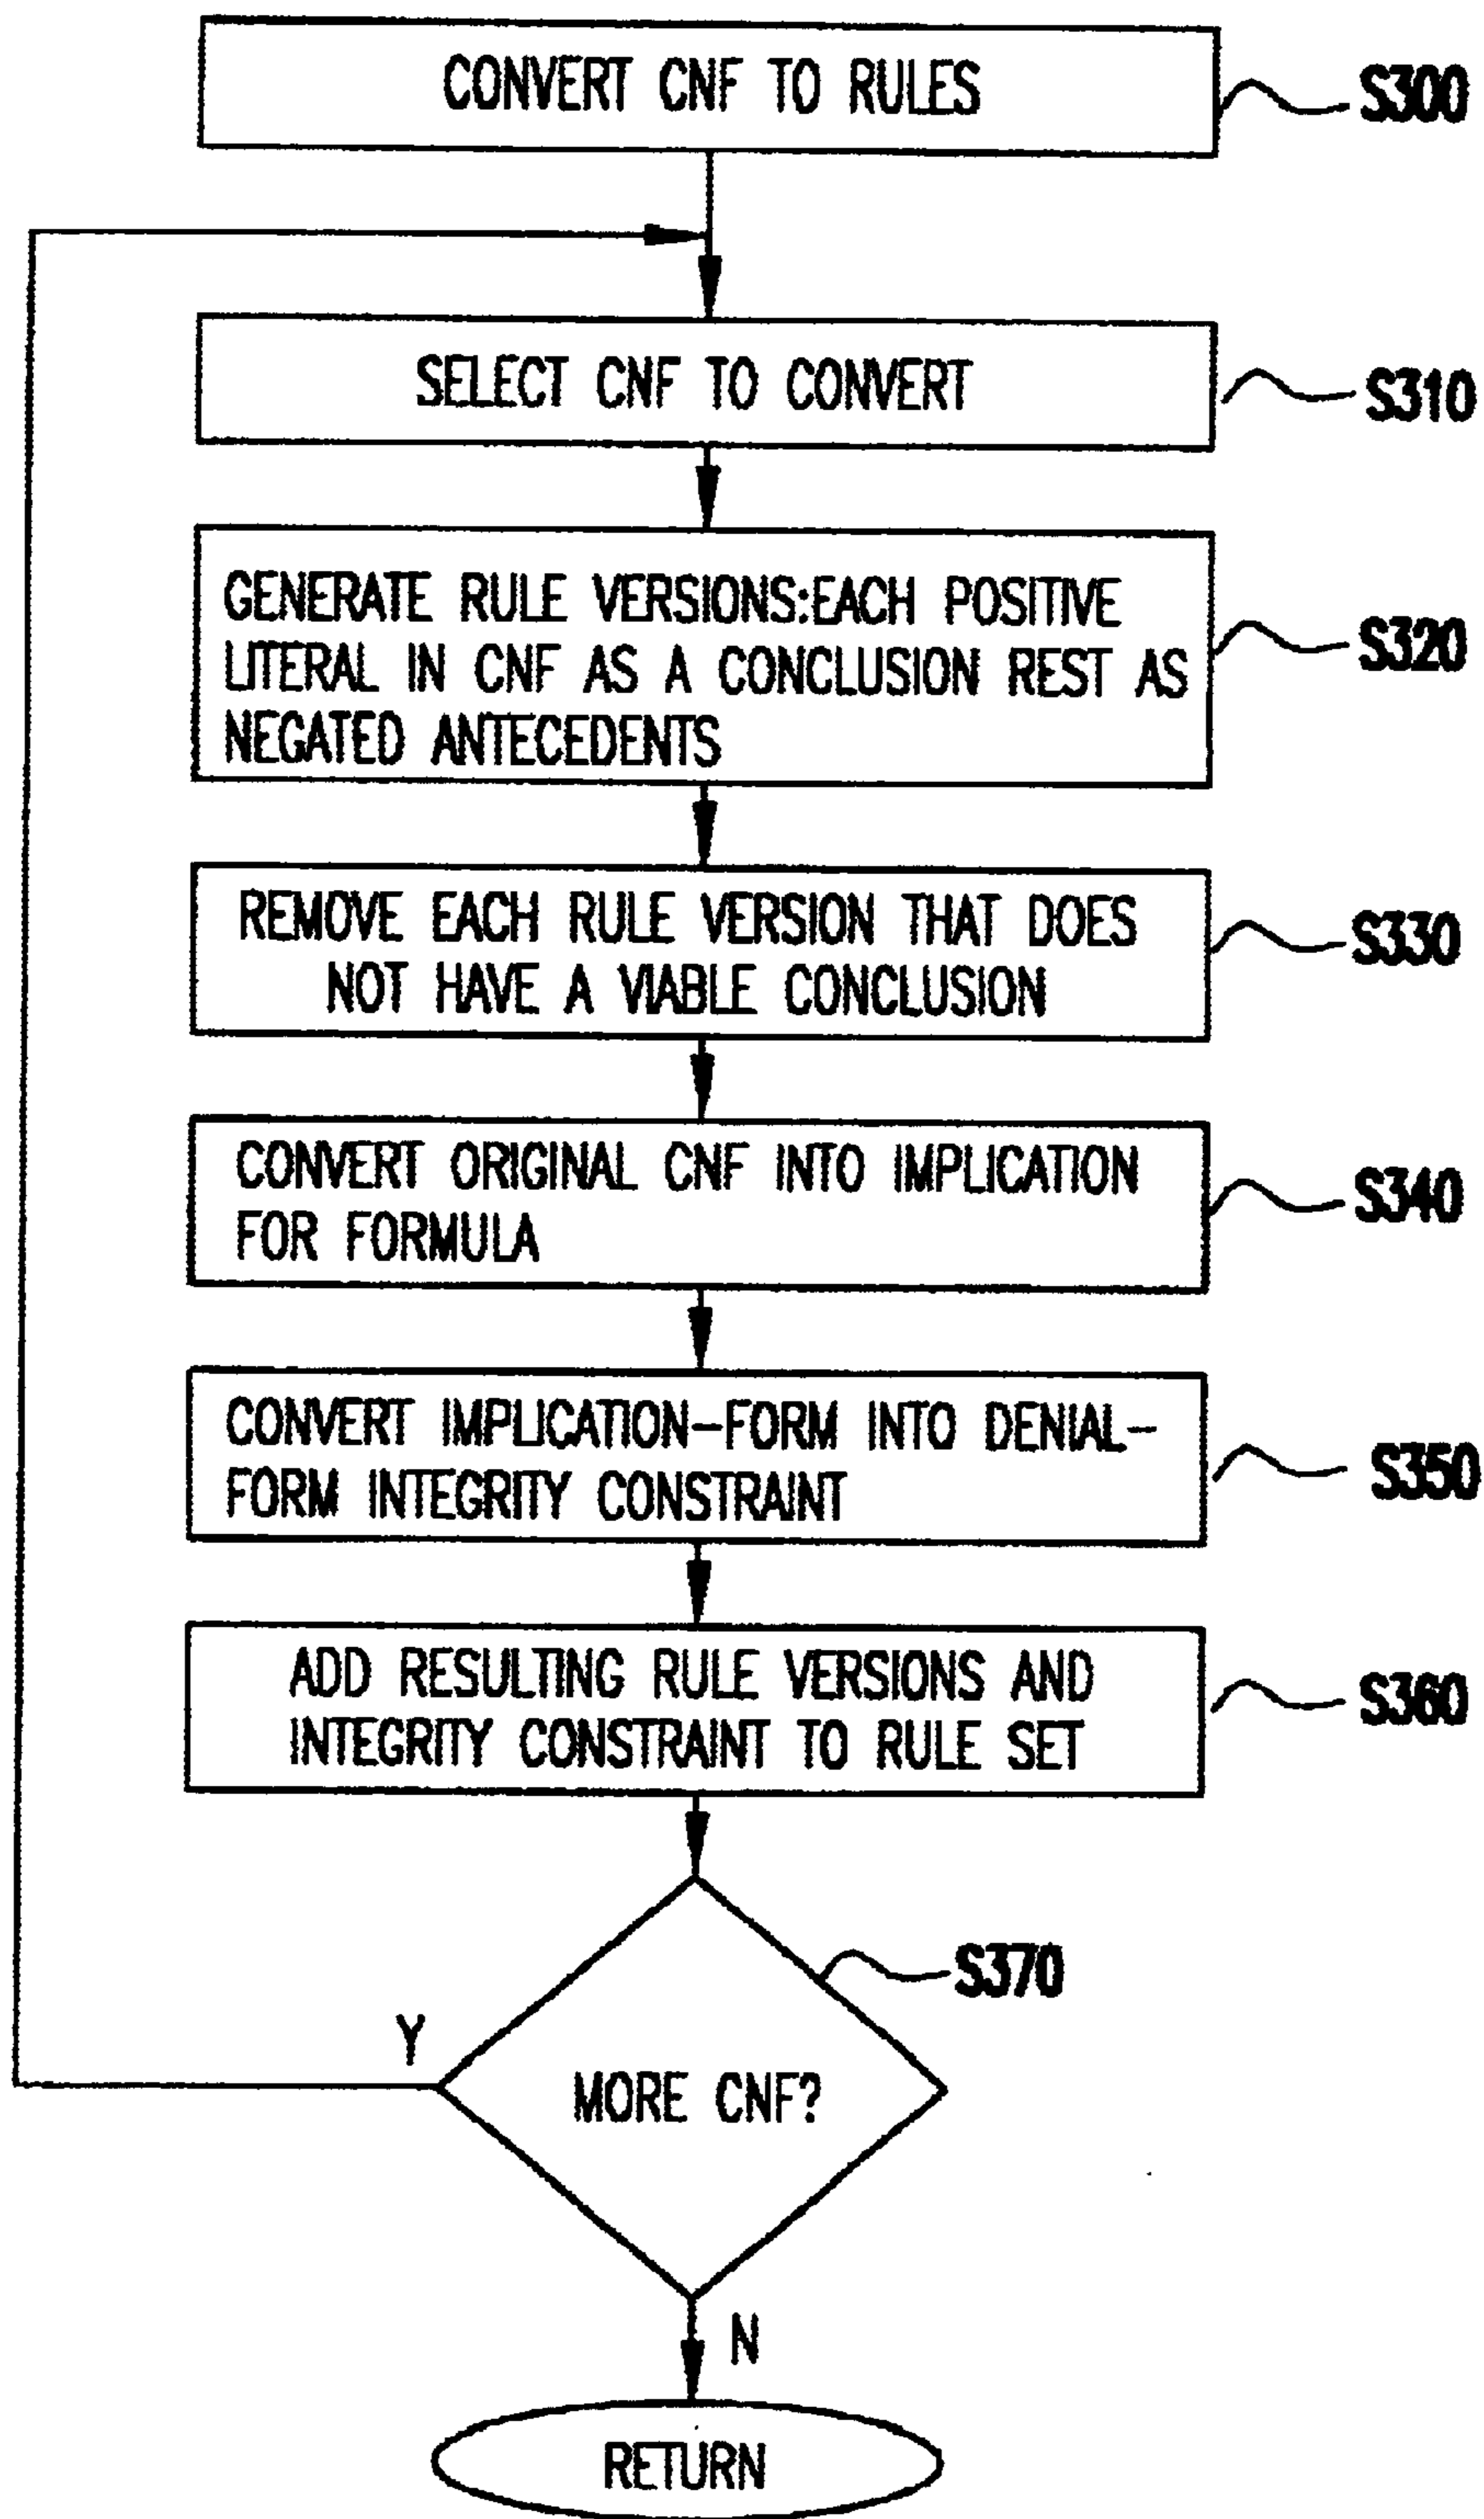 CONVERT CNF TO RULES
S300
SELECT CNF TO CONVERT
S310
GENERATE RULE VERSIONS:EACH POSITIVE
LITERAL IN CNF AS A CONCLUSION REST AS
NEGATED ANTECEDENTS
S320
REMOVE EACH RULE VERSION THAT DOES
NOT HAVE A VIABLE CONCLUSION
S330
CONVERT ORIGINAL CNF INTO IMPLICATION
FOR FORMULA
S340
CONVERT IMPLICATION-FORM INTO DENIAL-
FORM INTEGRITY CONSTRAINT
S350
ADD RESULTING RULE VERSIONS AND
INTEGRITY CONSTRAINT TO RULE SET
S360
S370
Y
MORE CNF?
N
RETURN